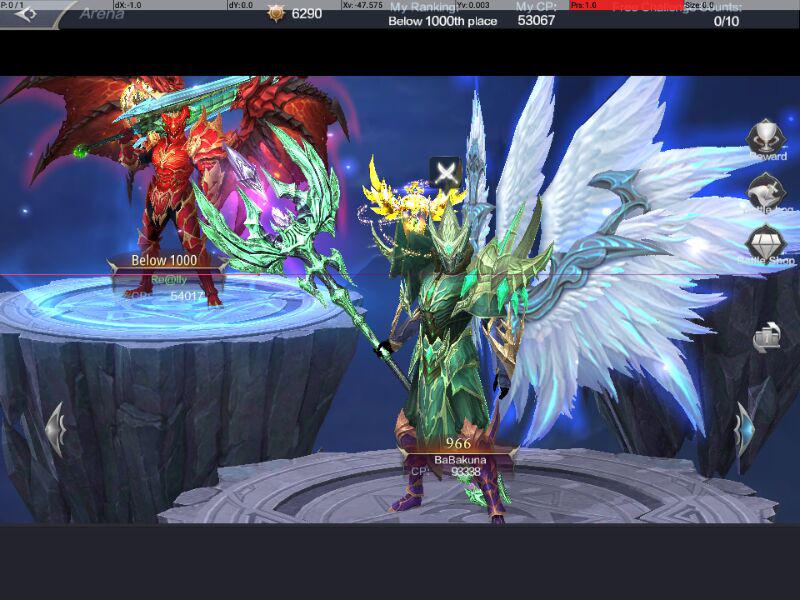 P: 0 / 1
dX: -1.0
dY: 0.0
Xv: -47.575
Yv: 0.003
Prs: 1.0
Size: 0.0
Arena
6290
My Ranking:
Below 1000th place
My CP:
53067
Free Challenge Counts:
0/10
Reward
Battle Log
Battle Shop
Below 1000
Re@lly
CP: 54017
966
BaBakuna
CP: 93338